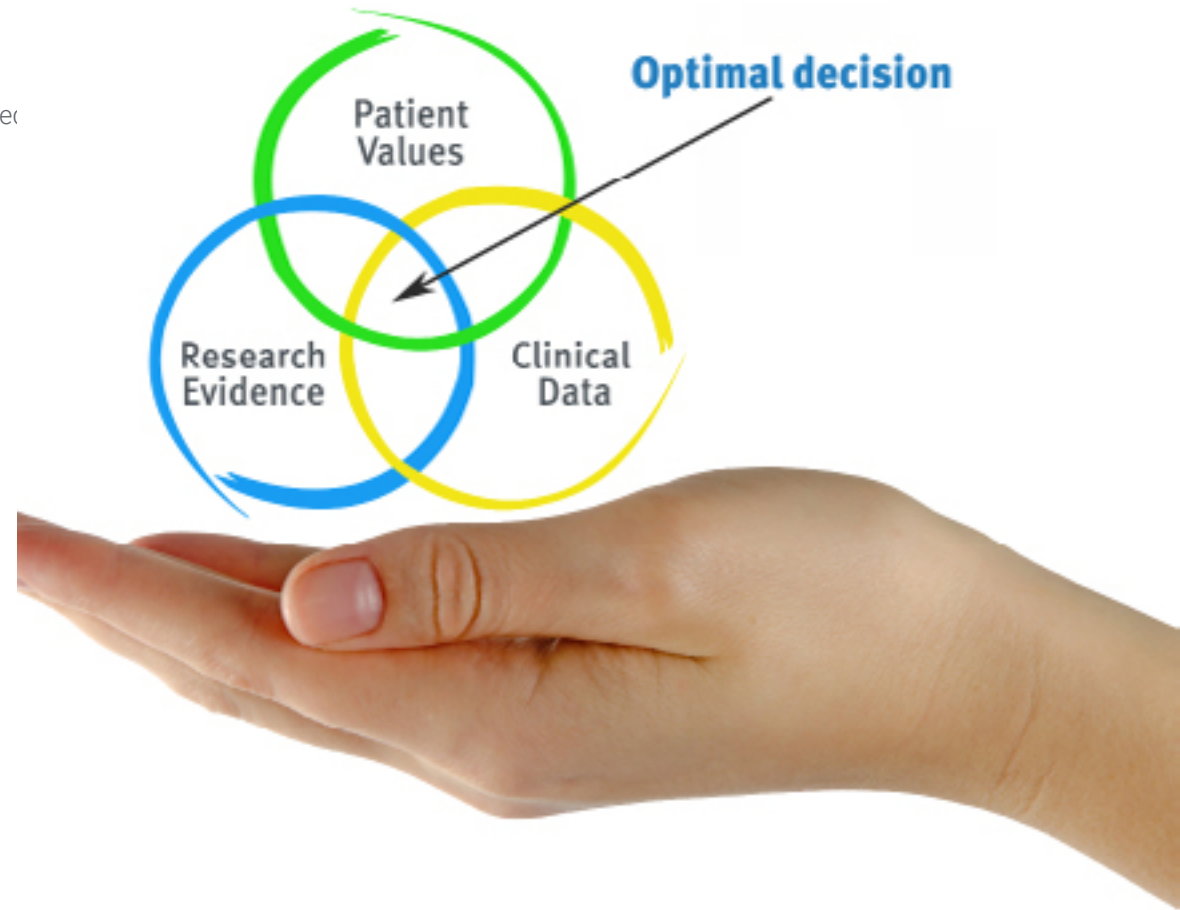 Optimal decision
Patient
Values
Research
Evidence
Clinical
Data